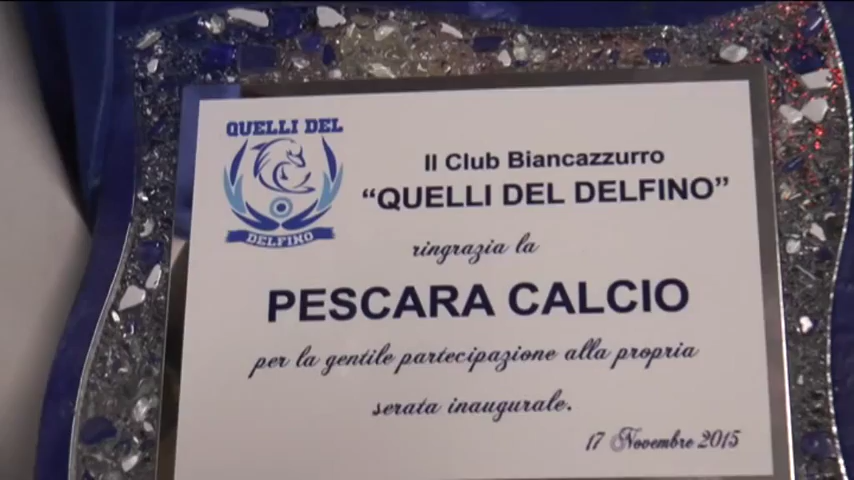 QUELLI DEL
DELFINO
Il Club Biancazzurro
“QUELLI DEL DELFINO”
ringrazia la
PESCARA CALCIO
per la gentile partecipazione alla propria
serata inaugurale.
17 Novembre 2015